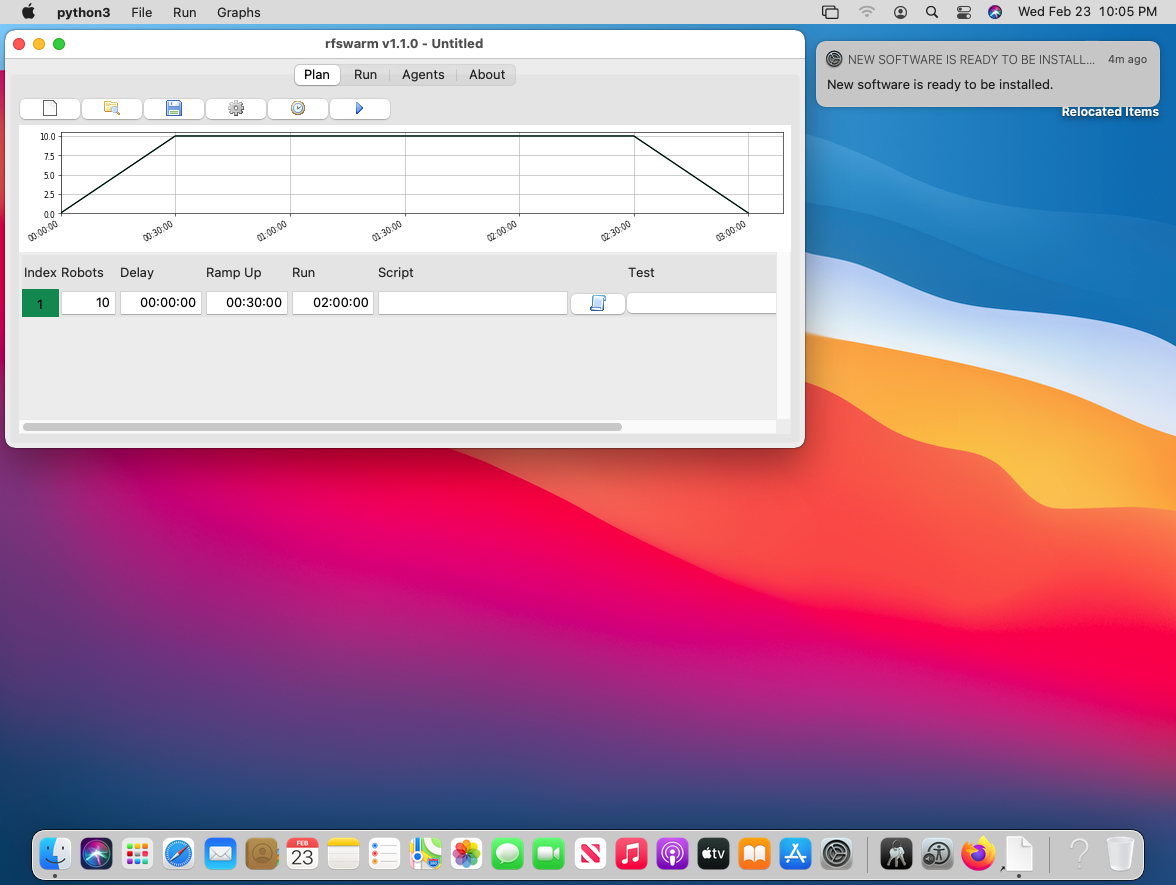 python3 File Run Graphs Wed Feb 23 10:05 PM
rfswarm v1.1.0 - Untitled
NEW SOFTWARE IS READY TO BE INSTALL... 4m ago
New software is ready to be installed.
Relocated Items
Plan Run Agents About
10.0
7.5
5.0
2.5
0.0
00:00:00 00:30:00 01:00:00 01:30:00 02:00:00 02:30:00 03:00:00
Index Robots Delay Ramp Up Run Script Test
1 10 00:00:00 00:30:00 02:00:00
FEB
23
tv